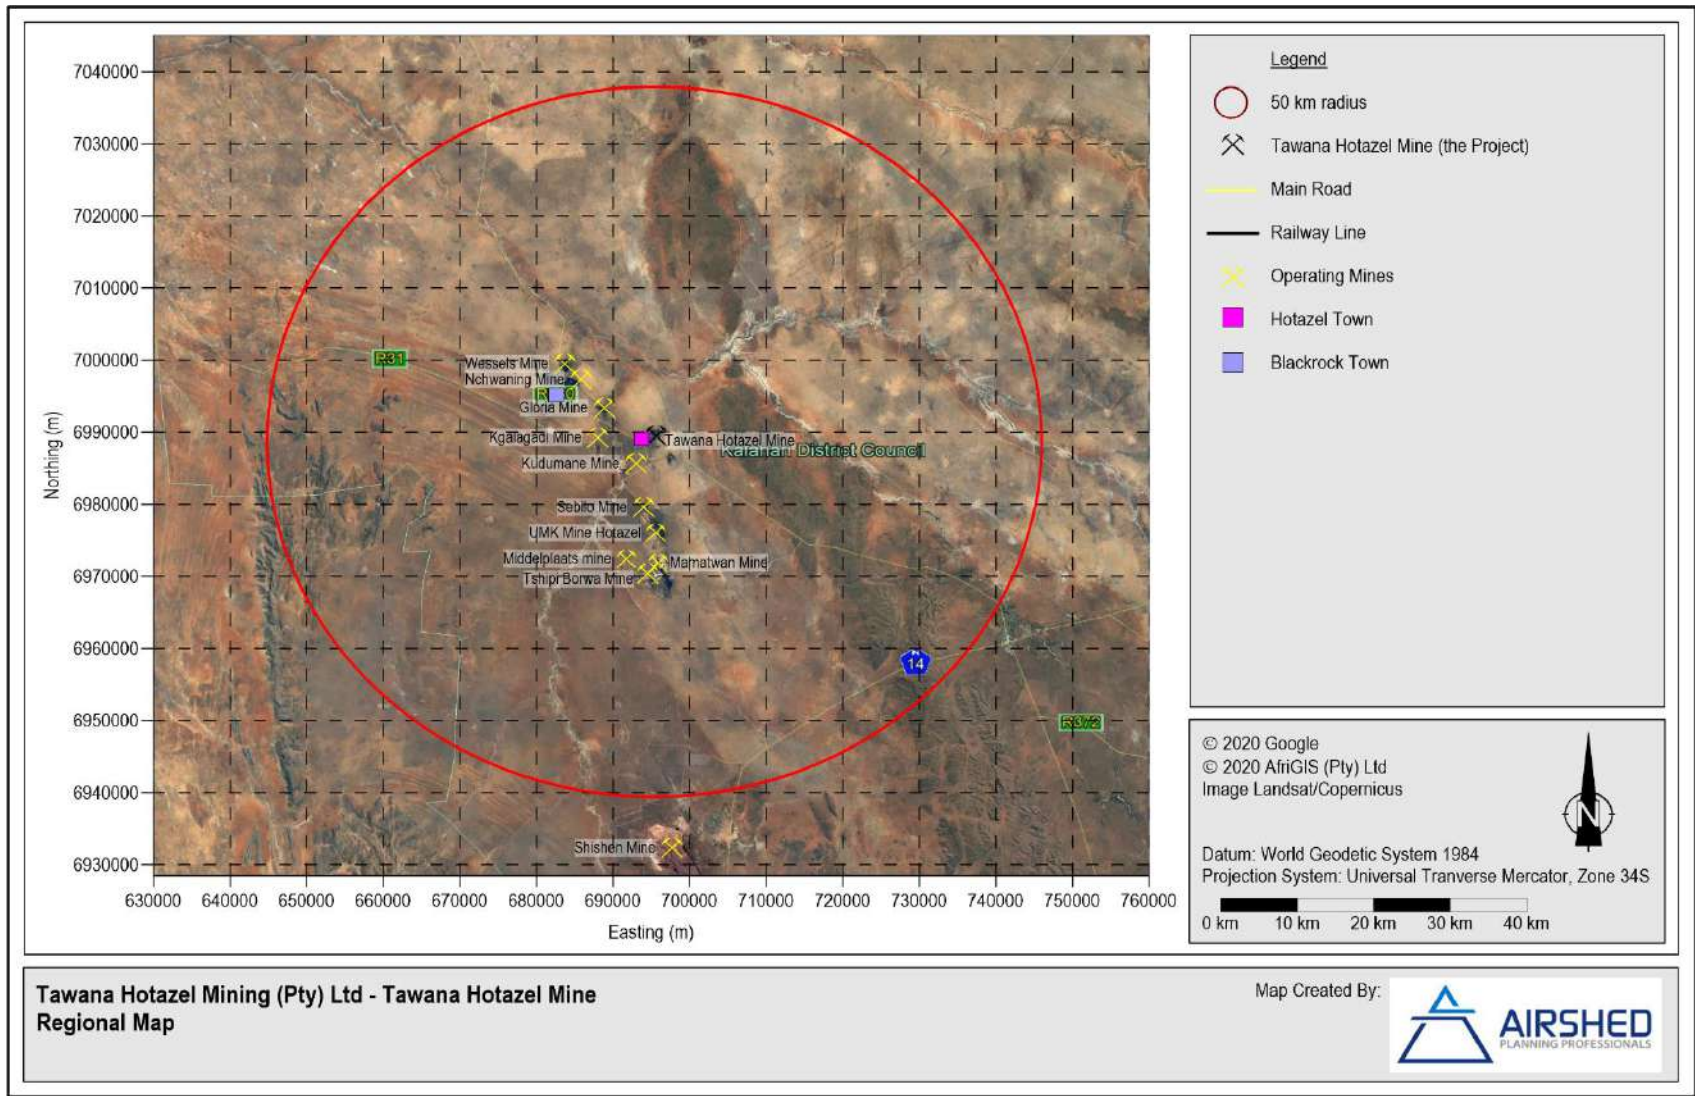 7040000
7030000
7020000
7010000
7000000
6990000
6980000
6970000
6960000
6950000
6940000
6930000
Northing (m)
R31
Wessels Mine
Nchwaning Mine
Gloria Mine
Kgalagadi Mine
Tawana Hotazel Mine
District Council
Kudumane Mine
Sebilo Mine
UMK Mine Hotazel
Middelplaats mine
Mamatwan Mine
Tshipi Borwa Mine
14
R372
Shishen Mine
630000 640000 650000 660000 670000 680000 690000 700000 710000 720000 730000 740000 750000 760000
Easting (m)
Legend
50 km radius
Tawana Hotazel Mine (the Project)
Main Road
Railway Line
Operating Mines
Hotazel Town
Blackrock Town
© 2020 Google
© 2020 AfriGIS (Pty) Ltd
Image Landsat/Copernicus
N
Datum: World Geodetic System 1984
Projection System: Universal Tranverse Mercator, Zone 34S
0 km 10 km 20 km 30 km 40 km
Tawana Hotazel Mining (Pty) Ltd - Tawana Hotazel Mine
Regional Map
Map Created By:
AIRSHED
PLANNING PROFESSIONALS